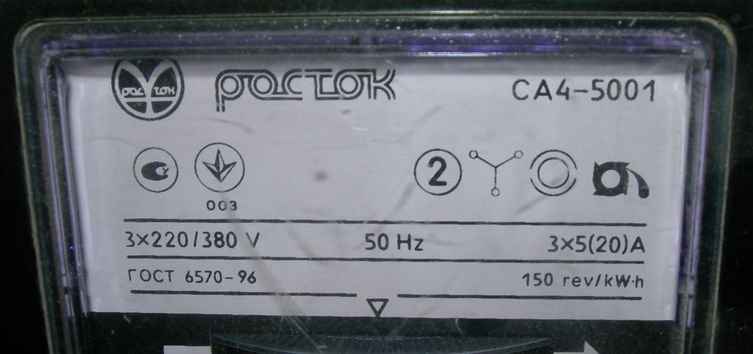 РОСТОК РОСТОК СА4-5001
003 2
3×220/380 V 50 Hz 3×5(20)A
ГОСТ 6570-96 150 rev/kW·h